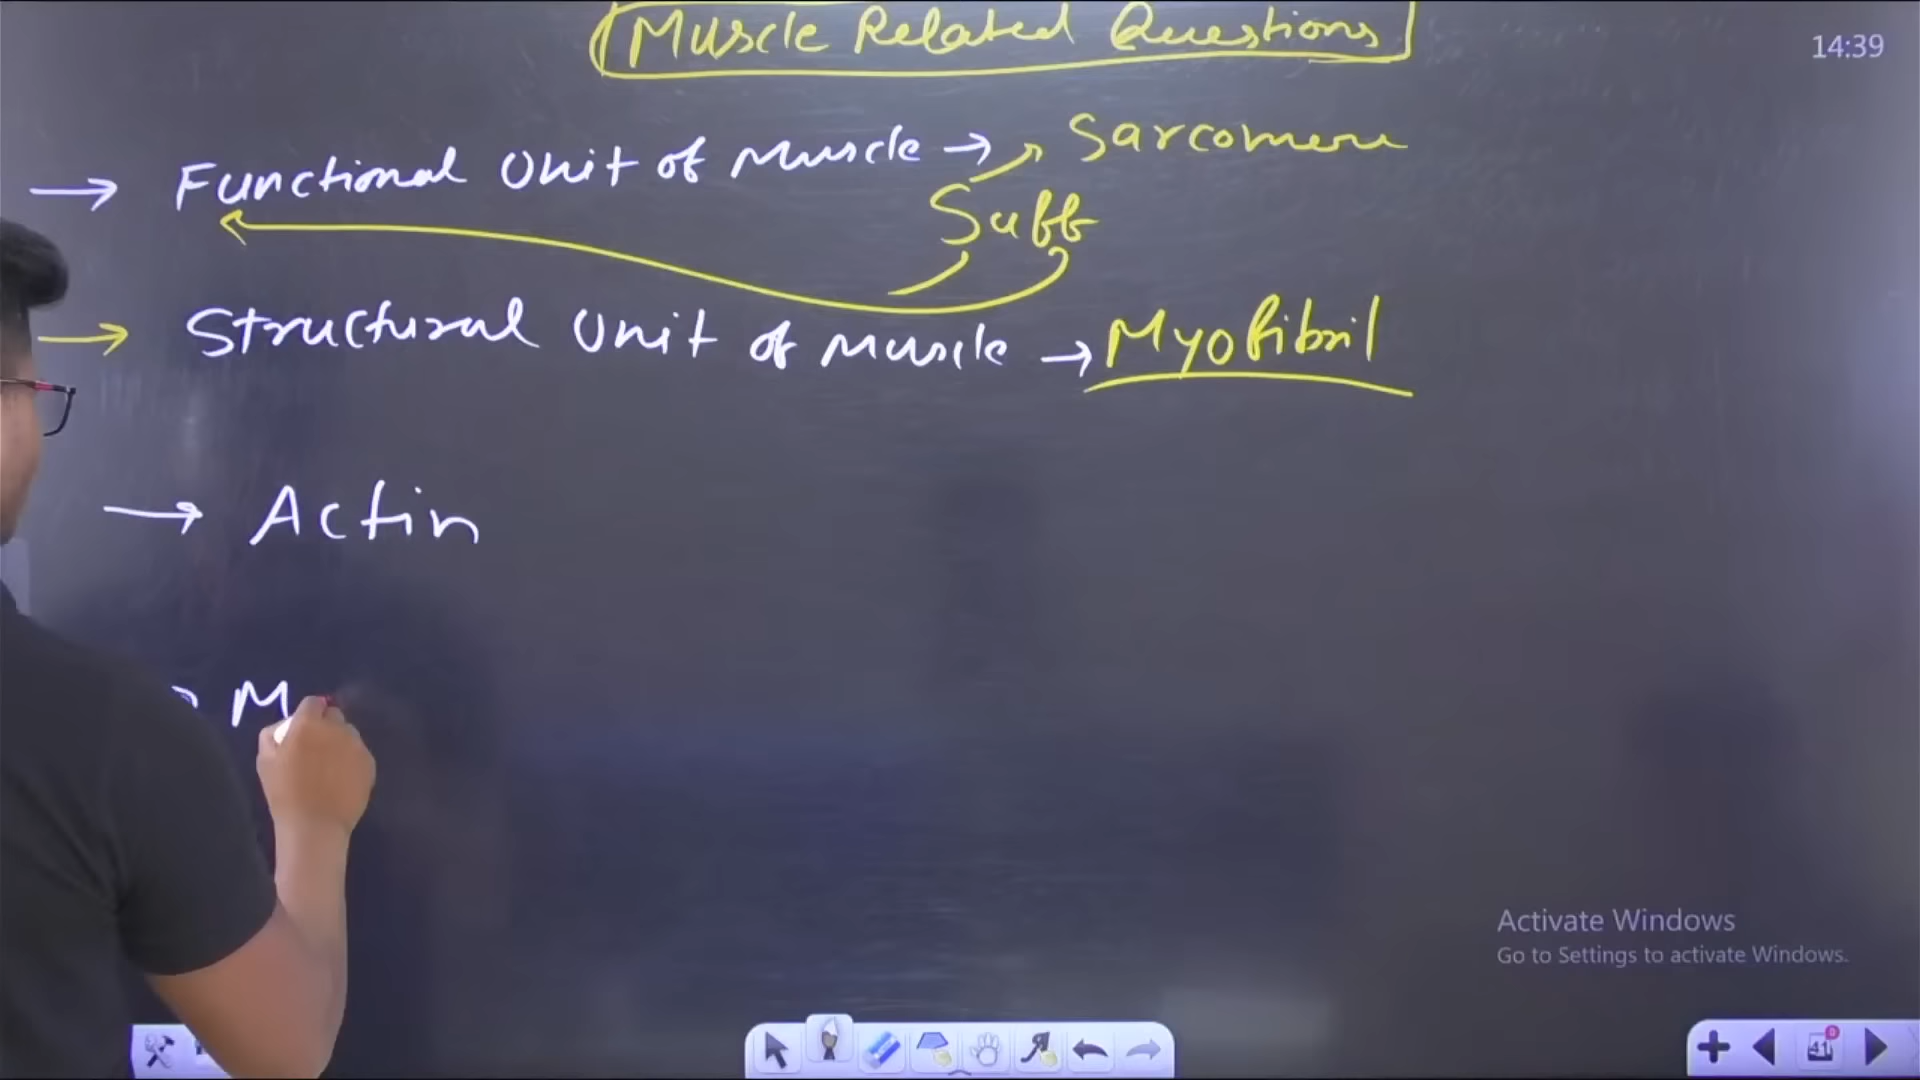 Muscle Related Questions
14:39
→ Functional Unit of Muscle → Sarcomere
Suff
→ Structural Unit of Muscle → Myofibril
→ Actin
M
Activate Windows
Go to Settings to activate Windows.
41